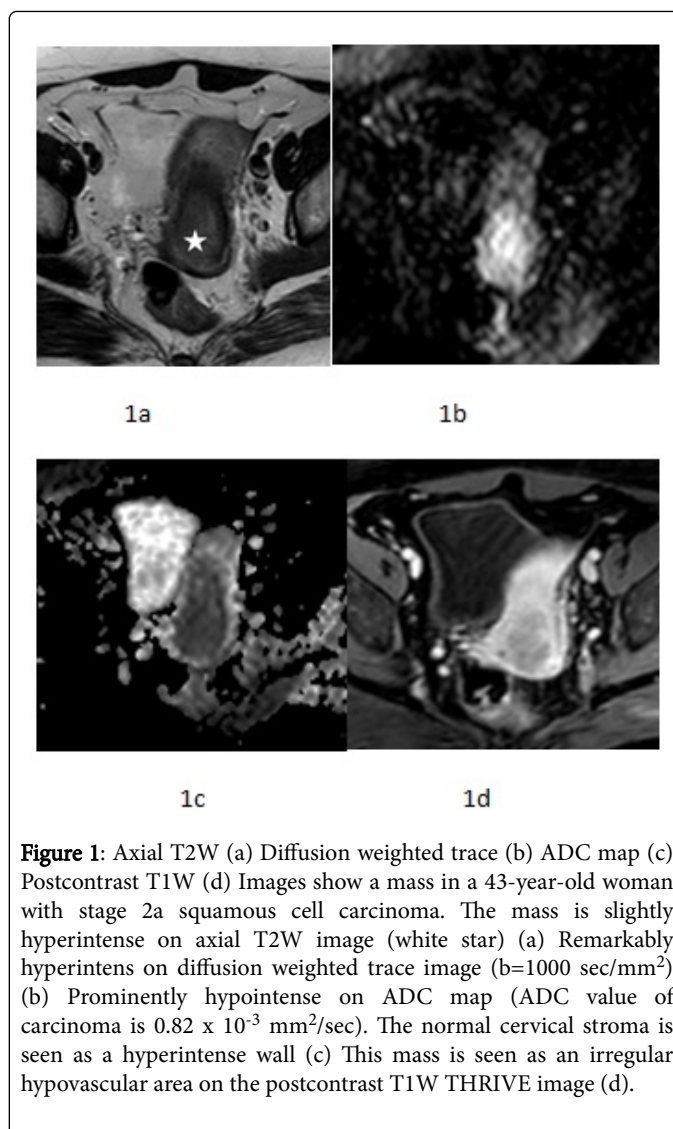 1a 1b
1c 1d
Figure 1: Axial T2W (a) Diffusion weighted trace (b) ADC map (c)
Postcontrast T1W (d) Images show a mass in a 43-year-old woman
with stage 2a squamous cell carcinoma. The mass is slightly
hyperintense on axial T2W image (white star) (a) Remarkably
hyperintens on diffusion weighted trace image (b=1000 sec/mm²)
(b) Prominently hypointense on ADC map (ADC value of
carcinoma is 0.82 x 10⁻³ mm²/sec). The normal cervical stroma is
seen as a hyperintense wall (c) This mass is seen as an irregular
hypovascular area on the postcontrast T1W THRIVE image (d).